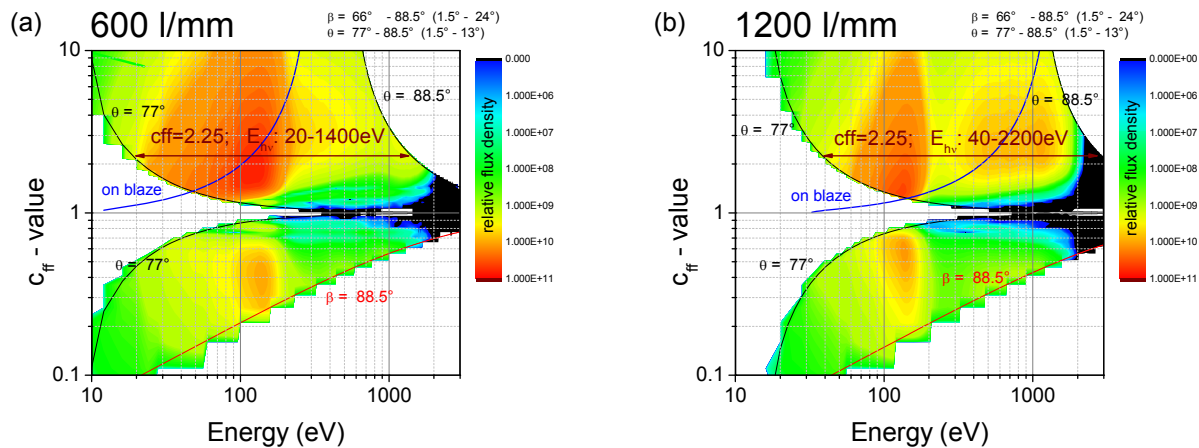 (a)
600 l/mm
β = 66° - 88.5° (1.5° - 24°)
θ = 77° - 88.5° (1.5° - 13°)
10
1
0.1
c_ff - value
θ = 77°
θ = 88.5°
cff=2.25; E_hν: 20-1400eV
on blaze
θ = 77°
β = 88.5°
10
100
1000
Energy (eV)
0.000
1.000E+06
1.000E+07
1.000E+08
1.000E+09
1.000E+10
1.000E+11
relative flux density
(b)
1200 l/mm
β = 66° - 88.5° (1.5° - 24°)
θ = 77° - 88.5° (1.5° - 13°)
10
1
0.1
c_ff - value
θ = 77°
θ = 88.5°
cff=2.25; E_hν: 40-2200eV
on blaze
θ = 77°
β = 88.5°
10
100
1000
Energy (eV)
0.000
1.000E+06
1.000E+07
1.000E+08
1.000E+09
1.000E+10
1.000E+11
relative flux density